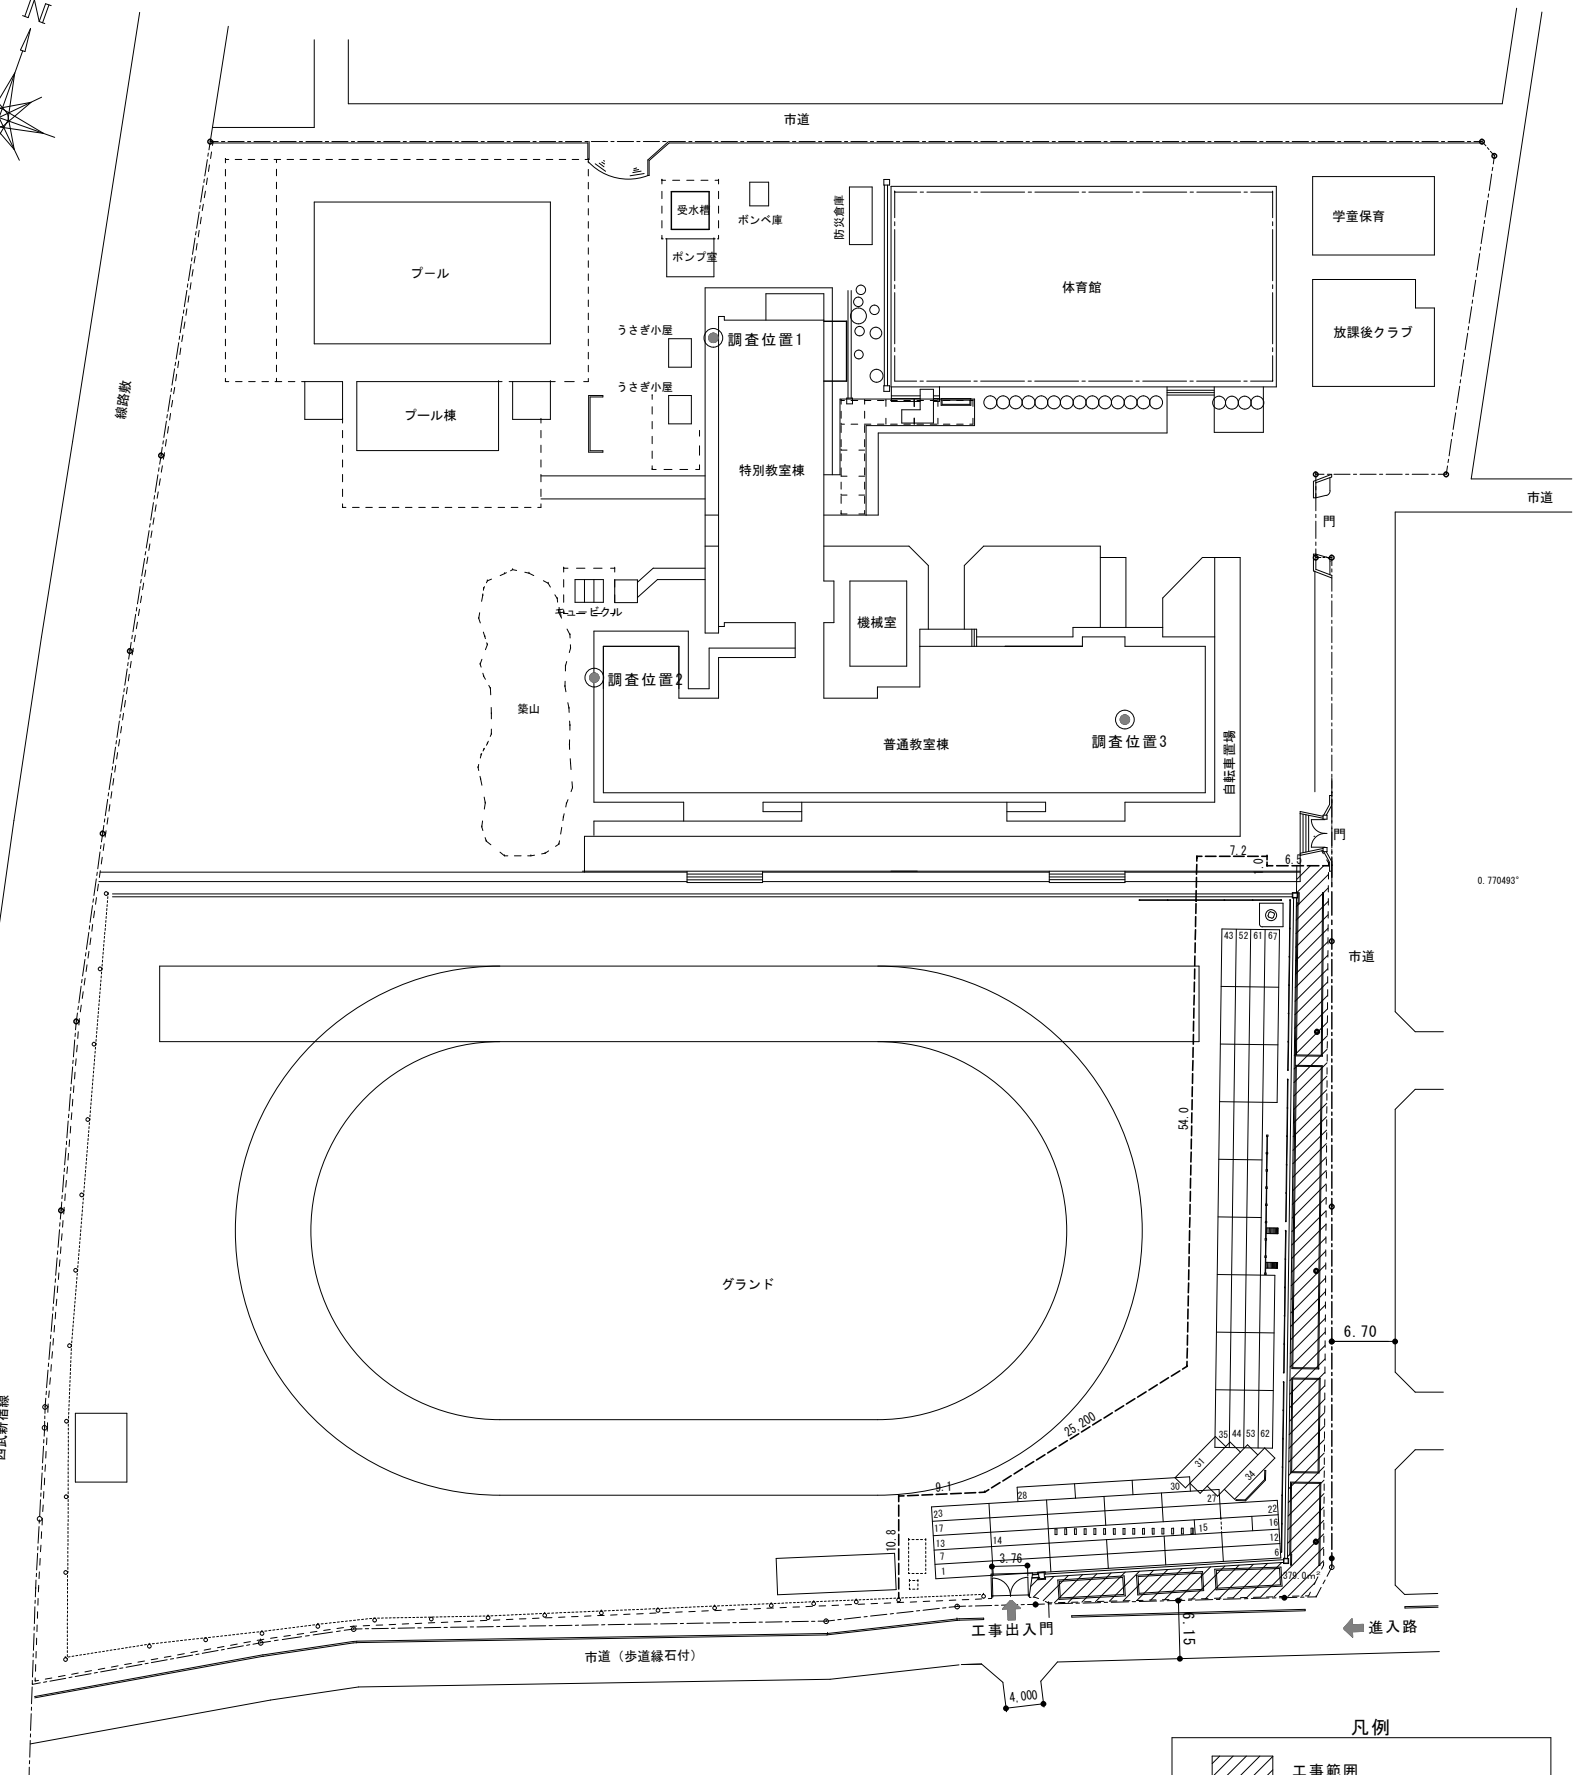 N
市道
受水槽
ボンベ庫
防災倉庫
学童保育
ポンプ室
プール
体育館
うさぎ小屋
調査位置1
放課後クラブ
うさぎ小屋
線路敷
プール棟
特別教室棟
市道
門
キュービクル
機械室
調査位置2
築山
普通教室棟
調査位置3
自転車置場
門
7.2
1.0
6.5
0.770493°
43 52 61 67
市道
54.0
グランド
6.70
西武新宿線
25.200
35 44 53 62
31
34
9.1
28
30
27
23
22
17
15
16
10.8
13
14
12
7
3.76
6
1
379.0m²
工事出入門
6.15
進入路
市道（歩道縁石付）
4,000
凡例
工事範囲